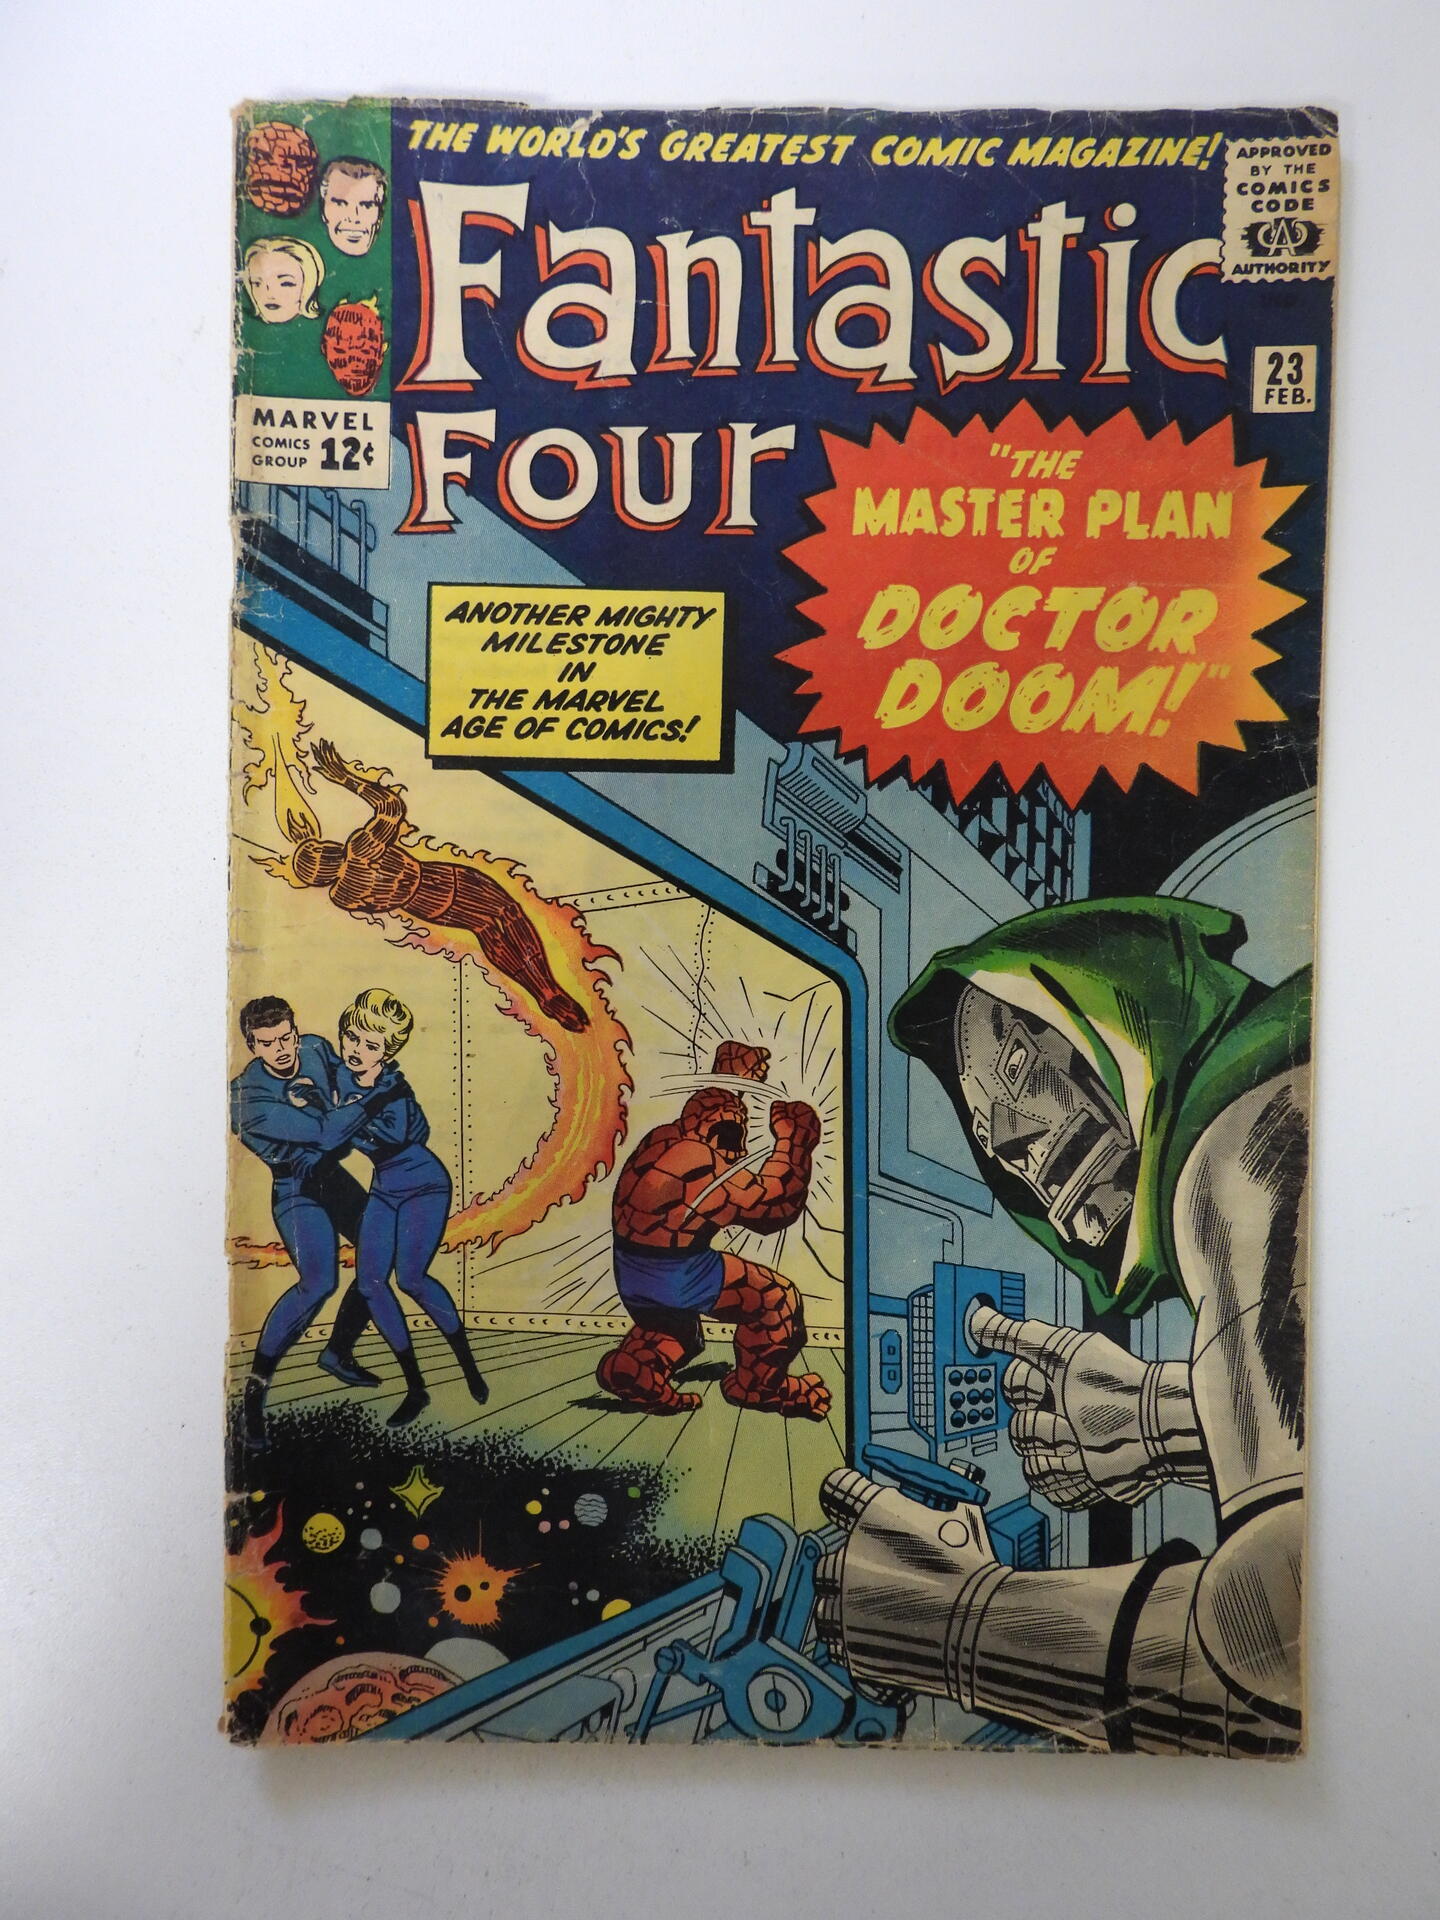 THE WORLD'S GREATEST COMIC MAGAZINE!
APPROVED
BY THE
COMICS
CODE
CA
AUTHORITY
Fantastic
Four
23
FEB.
MARVEL
COMICS
GROUP 12¢
"THE
MASTER PLAN
OF
DOCTOR
DOOM!"
ANOTHER MIGHTY
MILESTONE
IN
THE MARVEL
AGE OF COMICS!